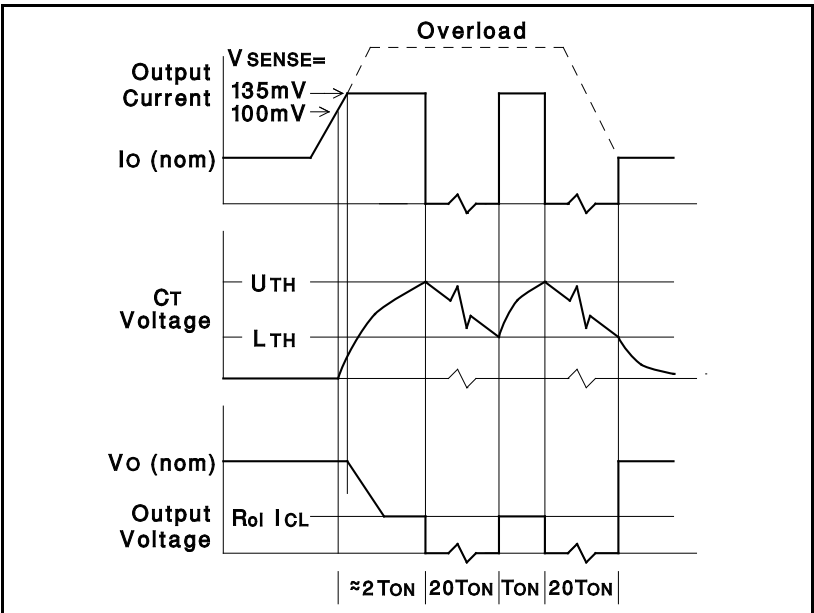 Overload
VSENSE=
Output
Current
135mV
100mV
IO (nom)
CT
Voltage
UTH
LTH
VO (nom)
Output
Voltage
Rol ICL
≈2TON
20TON
TON
20TON